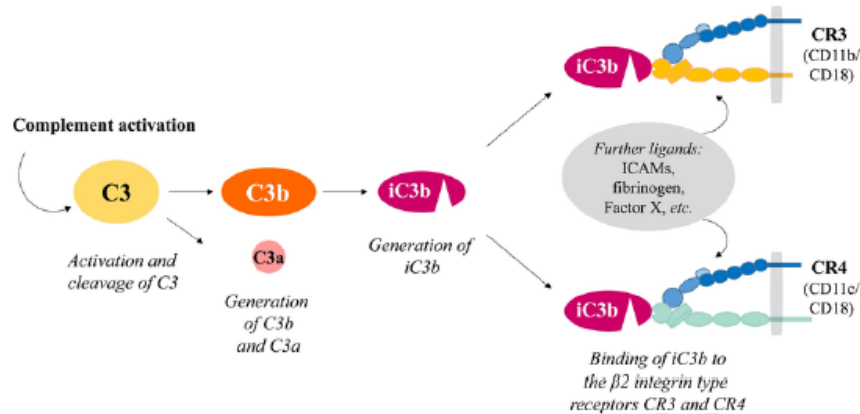 Complement activation
C3
Activation and
cleavage of C3
C3b
C3a
Generation
of C3b
and C3a
iC3b
Generation of
iC3b
iC3b
CR3
(CD11b/
CD18)
Further ligands:
ICAMs,
fibrinogen,
Factor X, etc.
iC3b
CR4
(CD11c/
CD18)
Binding of iC3b to
the β2 integrin type
receptors CR3 and CR4